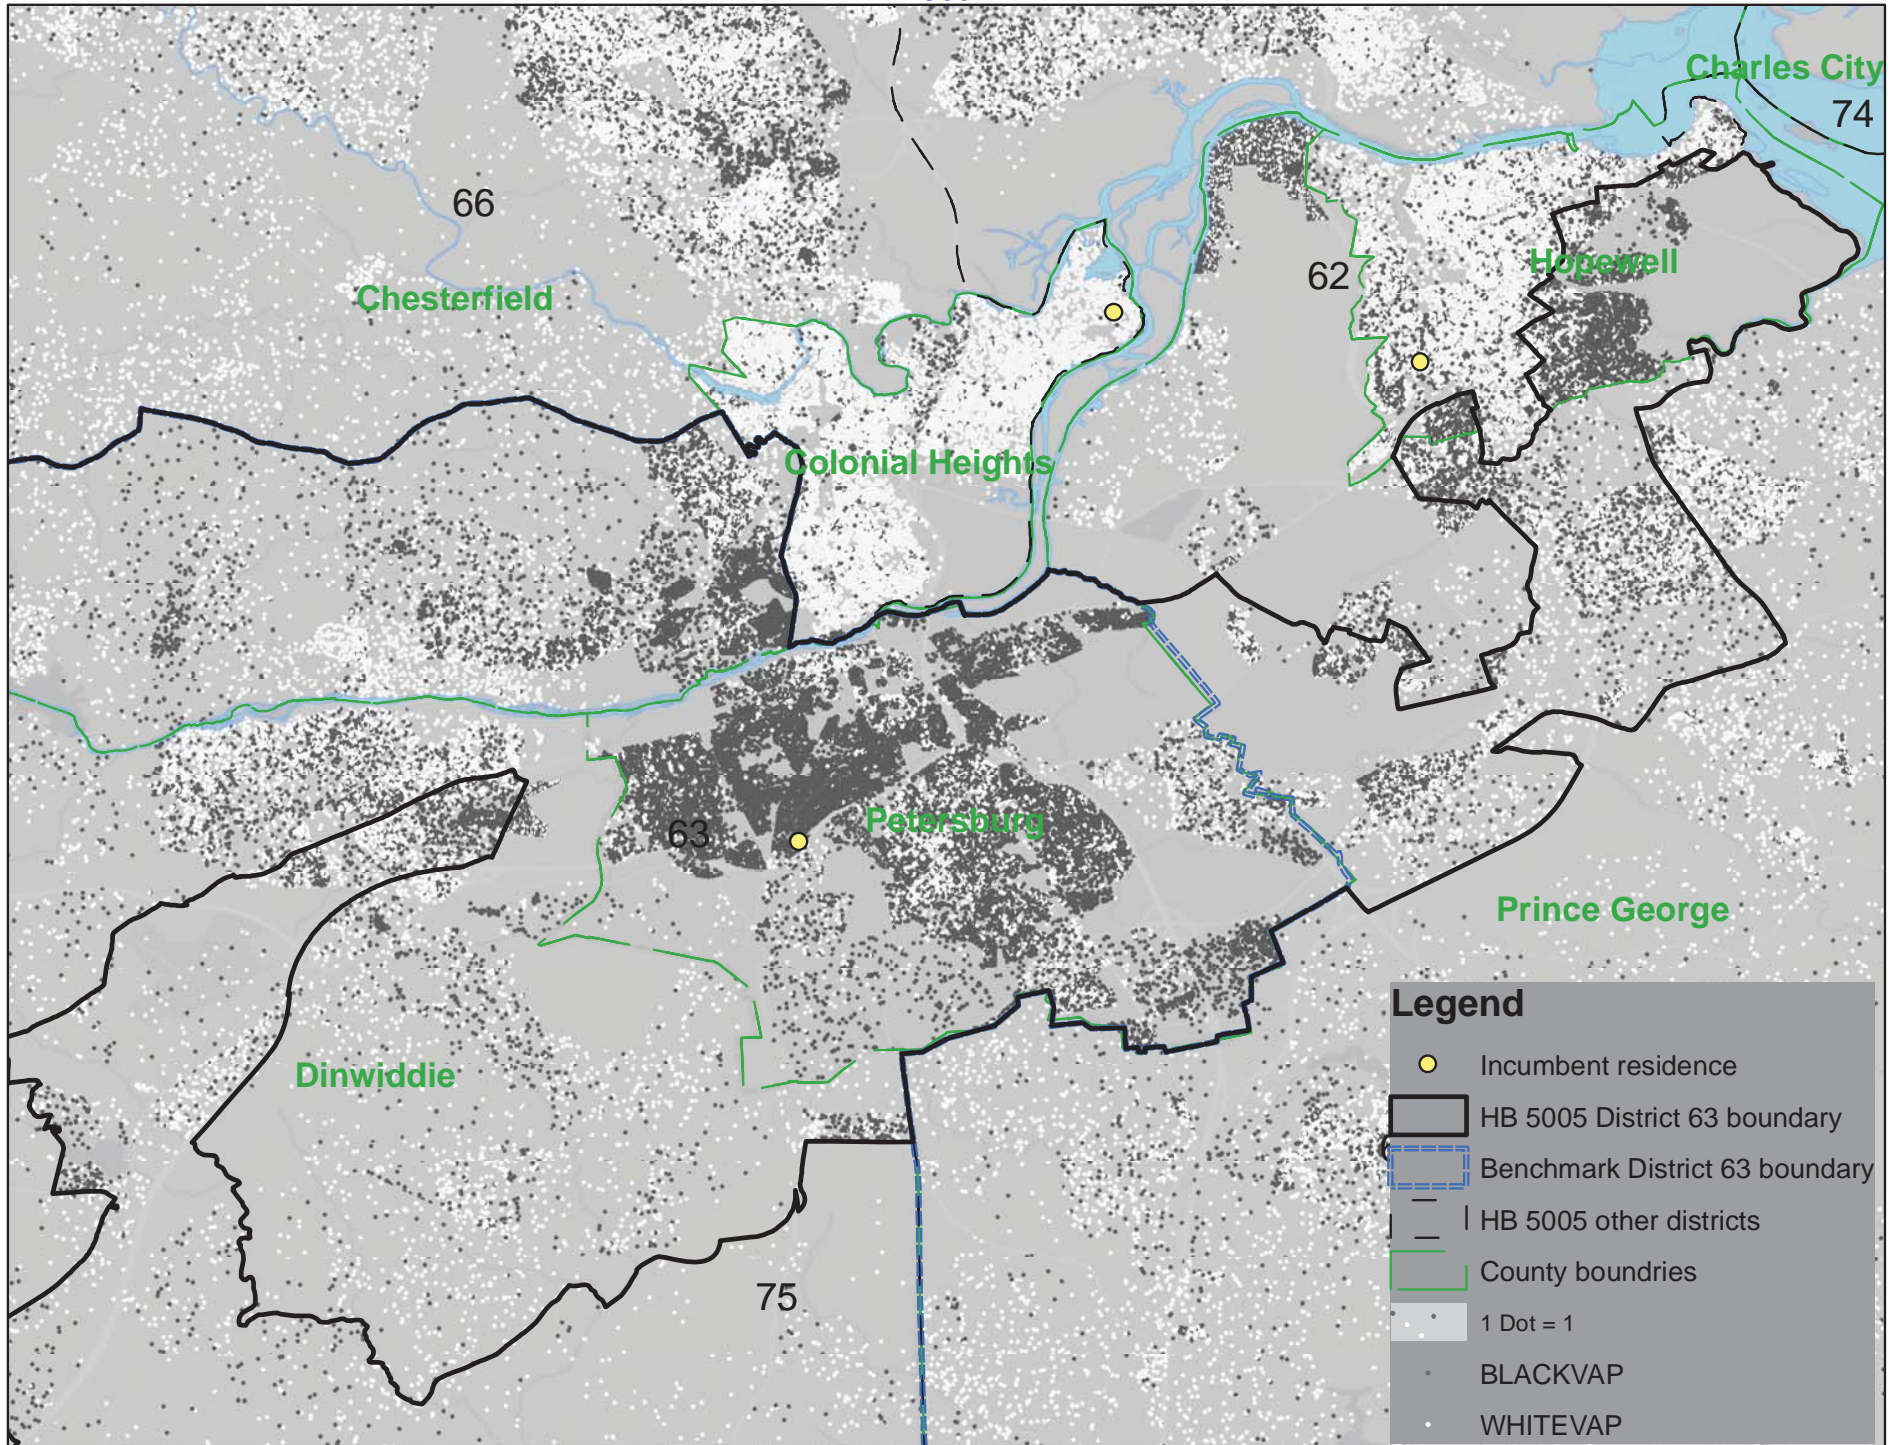 Charles City
74
66
Hopewell
62
Chesterfield
Colonial Heights
63
Petersburg
Prince George
Dinwiddie
75
Legend
Incumbent residence
HB 5005 District 63 boundary
Benchmark District 63 boundary
HB 5005 other districts
County boundries
1 Dot = 1
BLACKVAP
WHITEVAP